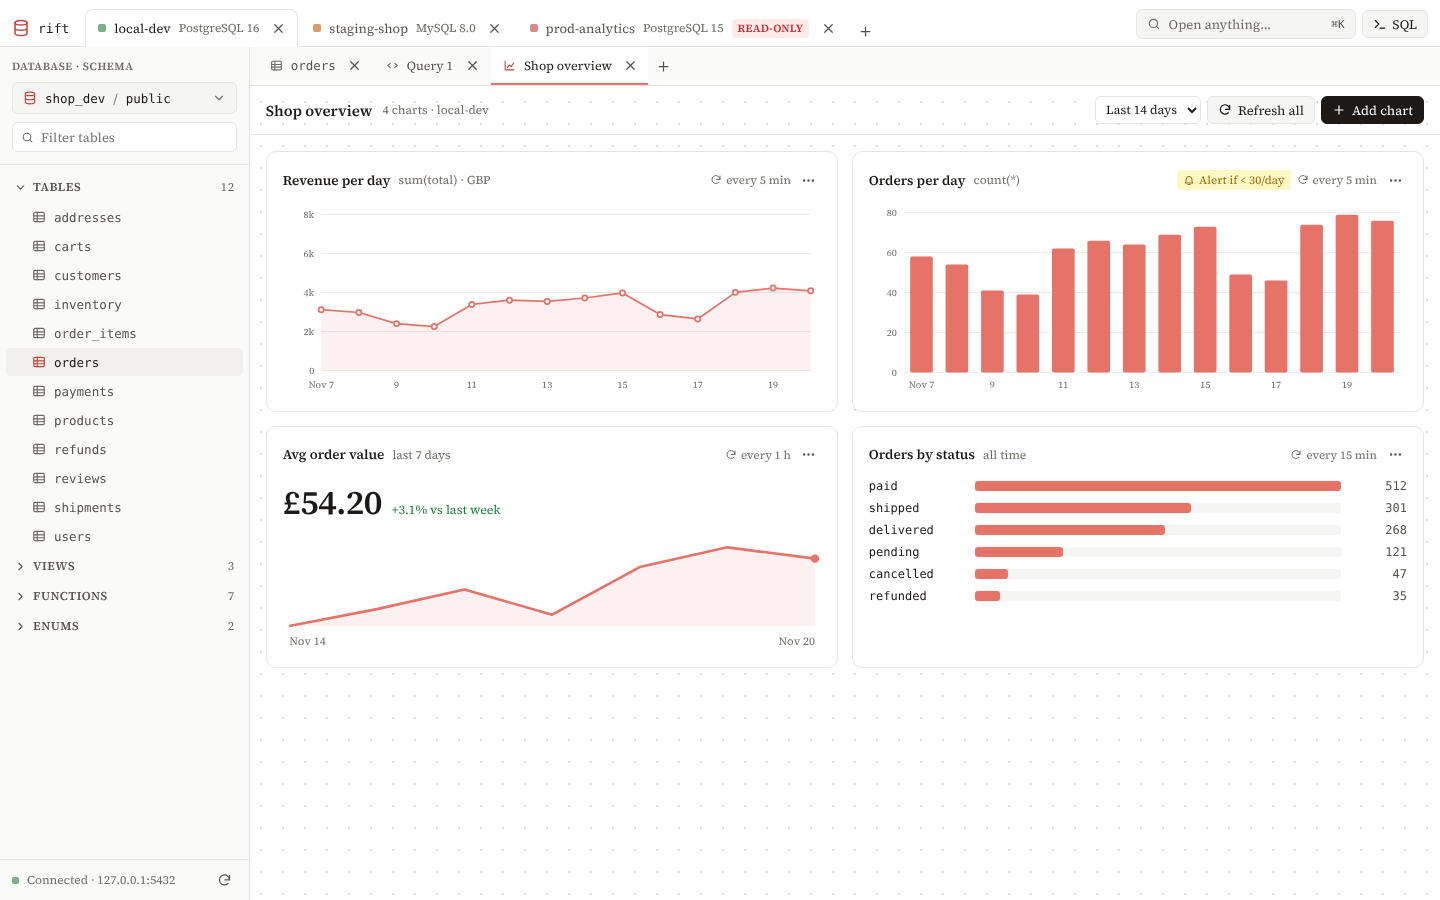 rift
local-dev PostgreSQL 16
staging-shop MySQL 8.0
prod-analytics PostgreSQL 15 READ-ONLY
Open anything... ⌘K
SQL
DATABASE · SCHEMA
shop_dev / public
Filter tables
TABLES 12
addresses
carts
customers
inventory
order_items
orders
payments
products
refunds
reviews
shipments
users
VIEWS 3
FUNCTIONS 7
ENUMS 2
Connected · 127.0.0.1:5432
orders
Query 1
Shop overview
Shop overview 4 charts · local-dev
Last 14 days
Refresh all
Add chart
Revenue per day sum(total) · GBP every 5 min
8k
6k
4k
2k
0
Nov 7 9 11 13 15 17 19
Orders per day count(*) Alert if < 30/day every 5 min
80
60
40
20
0
Nov 7 9 11 13 15 17 19
Avg order value last 7 days every 1 h
£54.20 +3.1% vs last week
Nov 14 Nov 20
Orders by status all time every 15 min
paid 512
shipped 301
delivered 268
pending 121
cancelled 47
refunded 35